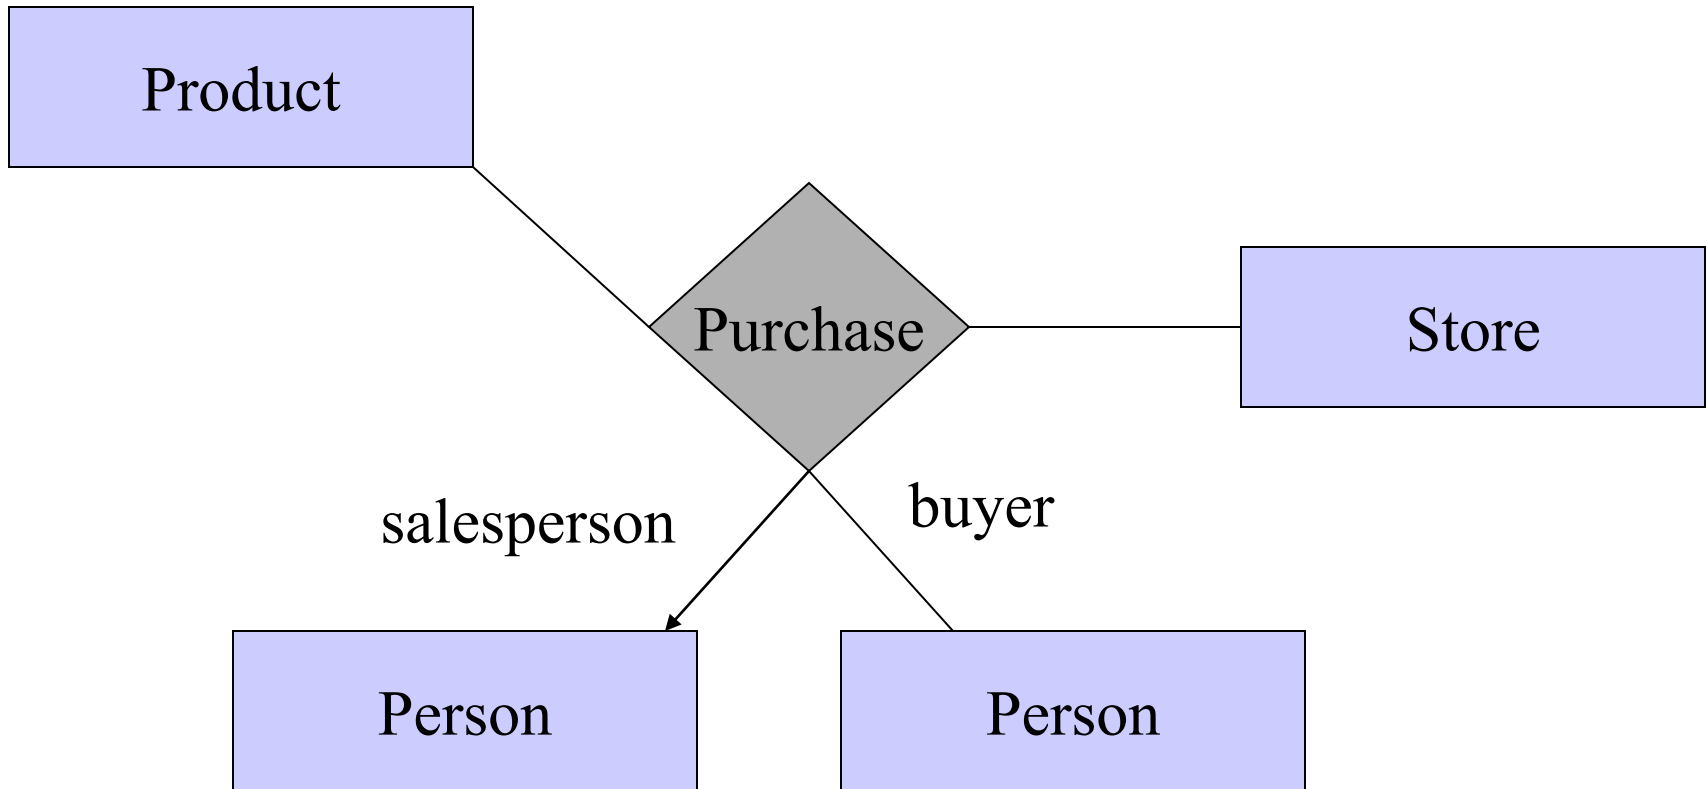 Product
Purchase
Store
salesperson
buyer
Person
Person